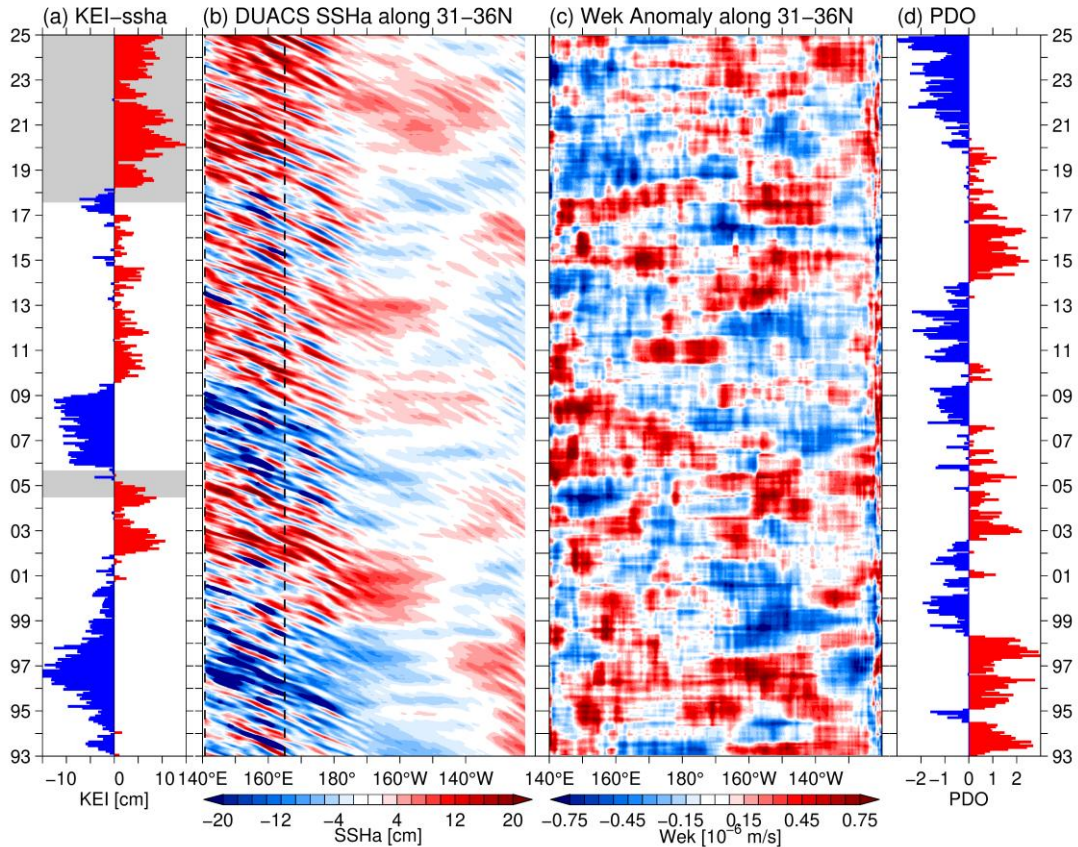 (a) KEI−ssha
(b) DUACS SSHa along 31−36N
(c) Wek Anomaly along 31−36N
(d) PDO
25
23
21
19
17
15
13
11
09
07
05
03
01
99
97
95
93
25
23
21
19
17
15
13
11
09
07
05
03
01
99
97
95
93
−10 0 10
KEI [cm]
140°E 160°E 180° 160°W 140°W
−20 −12 −4 4 12 20
SSHa [cm]
140°E 160°E 180° 160°W 140°W
−0.75 −0.45 −0.15 0.15 0.45 0.75
Wek [10⁻⁶ m/s]
−2 −1 0 1 2
PDO